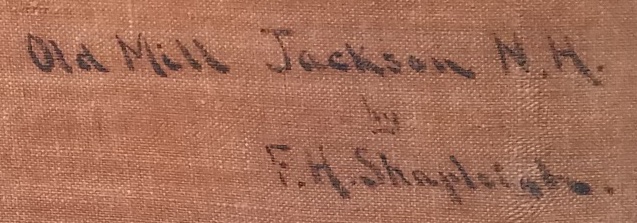 Old Mill Jackson N.H.
by
F.H. Shapleigh.